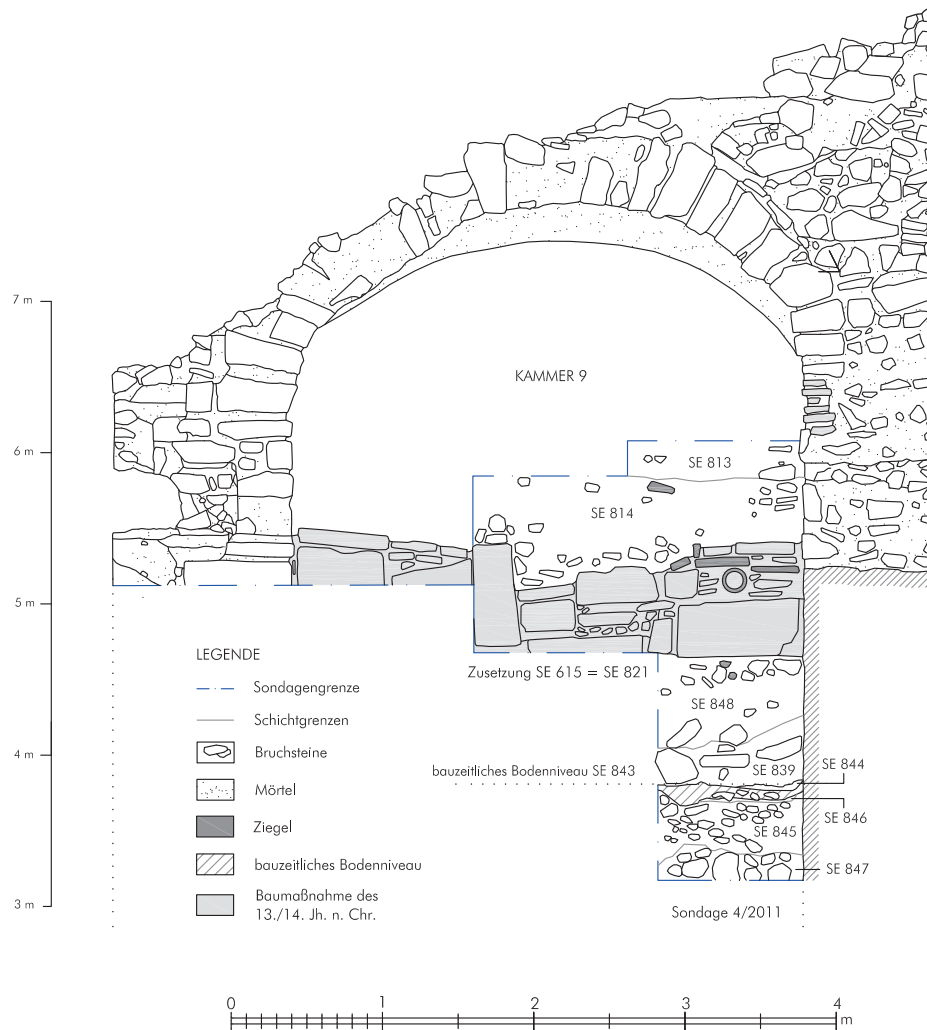 7 m
KAMMER 9
6 m
SE 813
SE 814
5 m
LEGENDE
Zusetzung SE 615 = SE 821
Sondagengrenze
SE 848
Schichtgrenzen
4 m
Bruchsteine
bauzeitliches Bodenniveau SE 843
SE 839
SE 844
Mörtel
SE 846
Ziegel
SE 845
bauzeitliches Bodenniveau
SE 847
Baumaßnahme des
13./14. Jh. n. Chr.
3 m
Sondage 4/2011
0 1 2 3 4
m